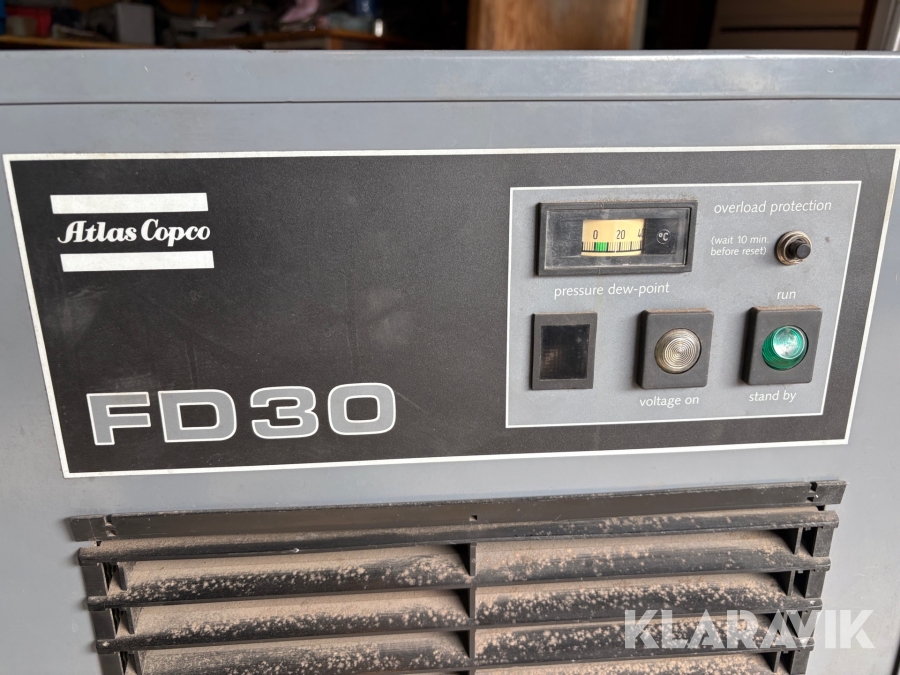 Atlas Copco
FD30
0 20 4
°C
pressure dew-point
overload protection
(wait 10 min.
before reset)
run
voltage on
stand by
KLARAVIK